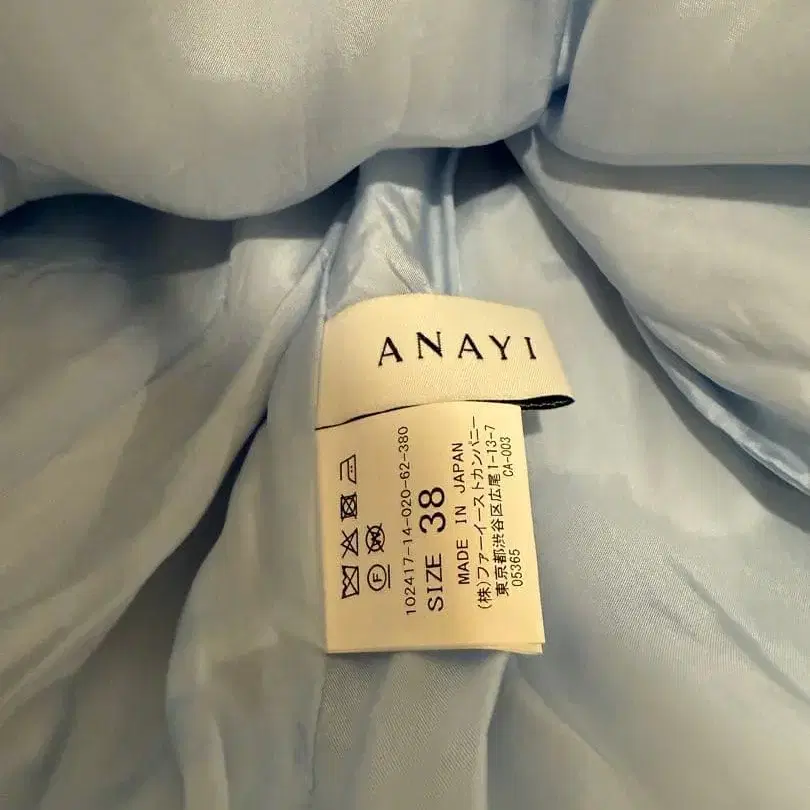 ANAYI
102417-14-020-62-380
SIZE 38
MADE IN JAPAN
(株)ファーイーストカンパニー
東京都渋谷区広尾1-13-7
05365 CA-003
F
W